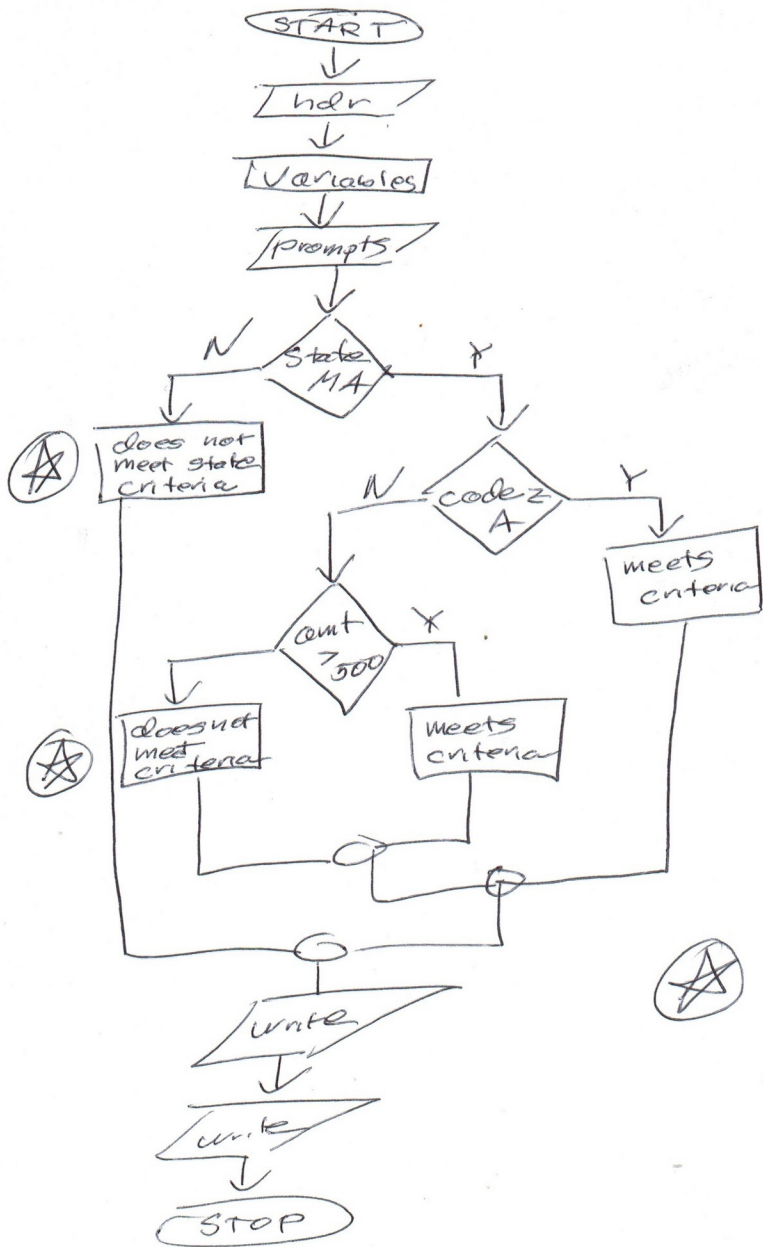 START
hdr
Variables
prompts
N
Y
State
MA
does not
meet state
criteria
N
Y
code =
A
meets
criteria
amt
>
500
Y
does not
meet
criteria
meets
criteria
write
write
STOP